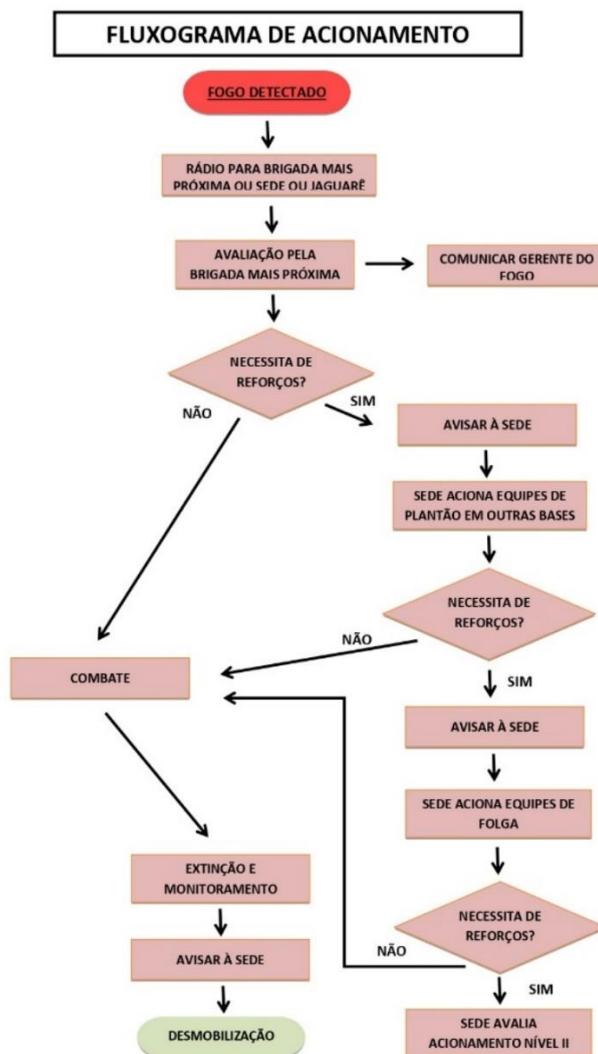 FLUXOGRAMA DE ACIONAMENTO
FOGO DETECTADO
RÁDIO PARA BRIGADA MAIS
PRÓXIMA OU SEDE OU JAGUARÊ
AVALIAÇÃO PELA
BRIGADA MAIS PRÓXIMA
COMUNICAR GERENTE DO
FOGO
NECESSITA DE
REFORÇOS?
NÃO
SIM
AVISAR À SEDE
SEDE ACIONA EQUIPES DE
PLANTÃO EM OUTRAS BASES
NECESSITA DE
REFORÇOS?
NÃO
SIM
COMBATE
AVISAR À SEDE
SEDE ACIONA EQUIPES DE
FOLGA
EXTINÇÃO E
MONITORAMENTO
NECESSITA DE
REFORÇOS?
NÃO
SIM
AVISAR À SEDE
DESMOBILIZAÇÃO
SEDE AVALIA
ACIONAMENTO NÍVEL II